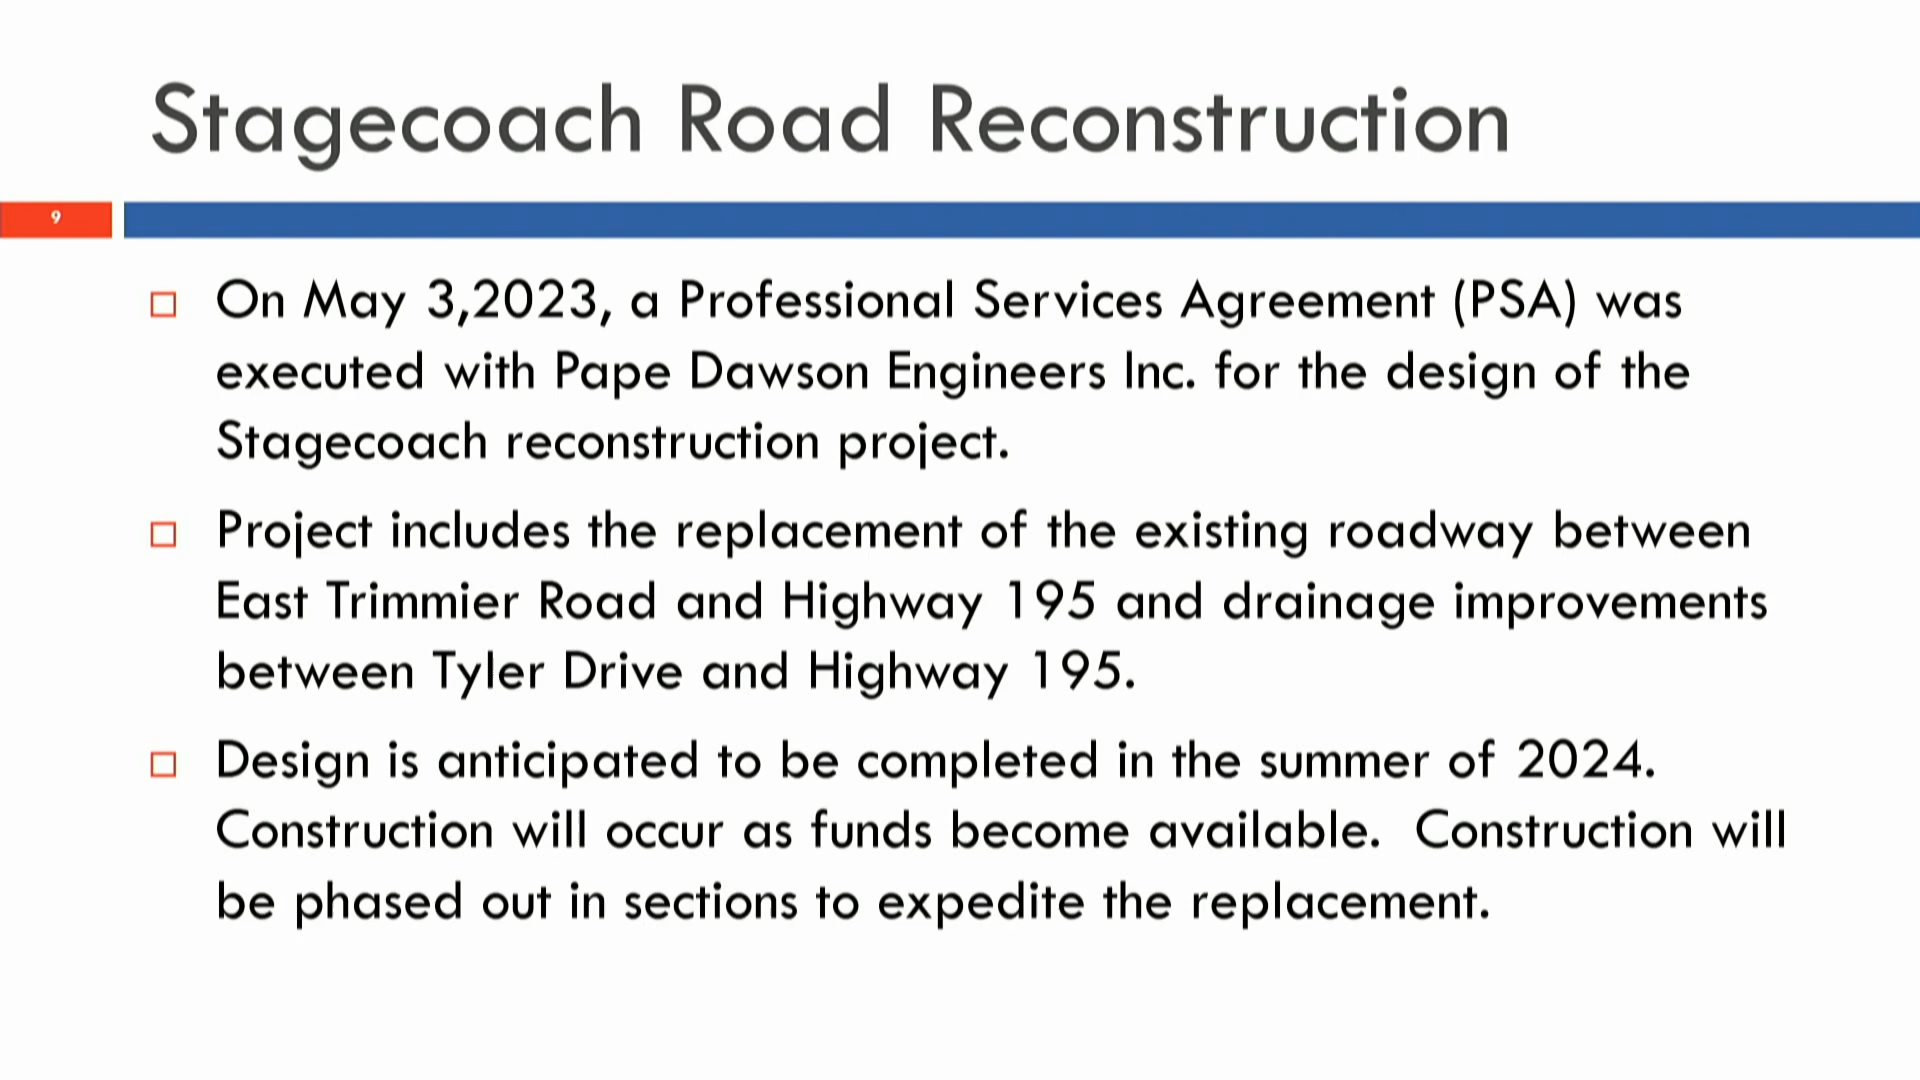 Stagecoach Road Reconstruction
9
On May 3,2023, a Professional Services Agreement (PSA) was
executed with Pape Dawson Engineers Inc. for the design of the
Stagecoach reconstruction project.
Project includes the replacement of the existing roadway between
East Trimmier Road and Highway 195 and drainage improvements
between Tyler Drive and Highway 195.
Design is anticipated to be completed in the summer of 2024.
Construction will occur as funds become available.  Construction will
be phased out in sections to expedite the replacement.